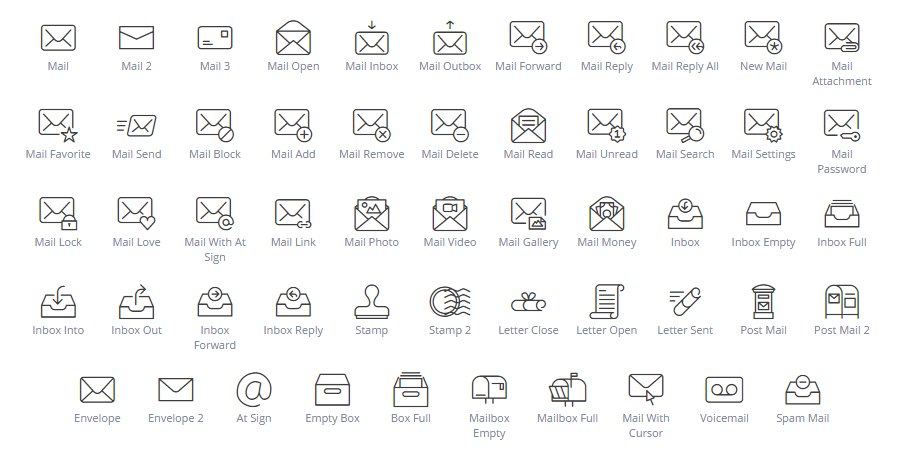 Mail Mail 2 Mail 3 Mail Open Mail Inbox Mail Outbox Mail Forward Mail Reply Mail Reply All New Mail Mail
Attachment
1
Mail Favorite Mail Send Mail Block Mail Add Mail Remove Mail Delete Mail Read Mail Unread Mail Search Mail Settings Mail
Password
Mail Lock Mail Love Mail With At Mail Link Mail Photo Mail Video Mail Gallery Mail Money Inbox Inbox Empty Inbox Full
Sign
Inbox Into Inbox Out Inbox Inbox Reply Stamp Stamp 2 Letter Close Letter Open Letter Sent Post Mail Post Mail 2
Forward
@
Envelope Envelope 2 At Sign Empty Box Box Full Mailbox Mailbox Full Mail With Voicemail Spam Mail
Empty Cursor